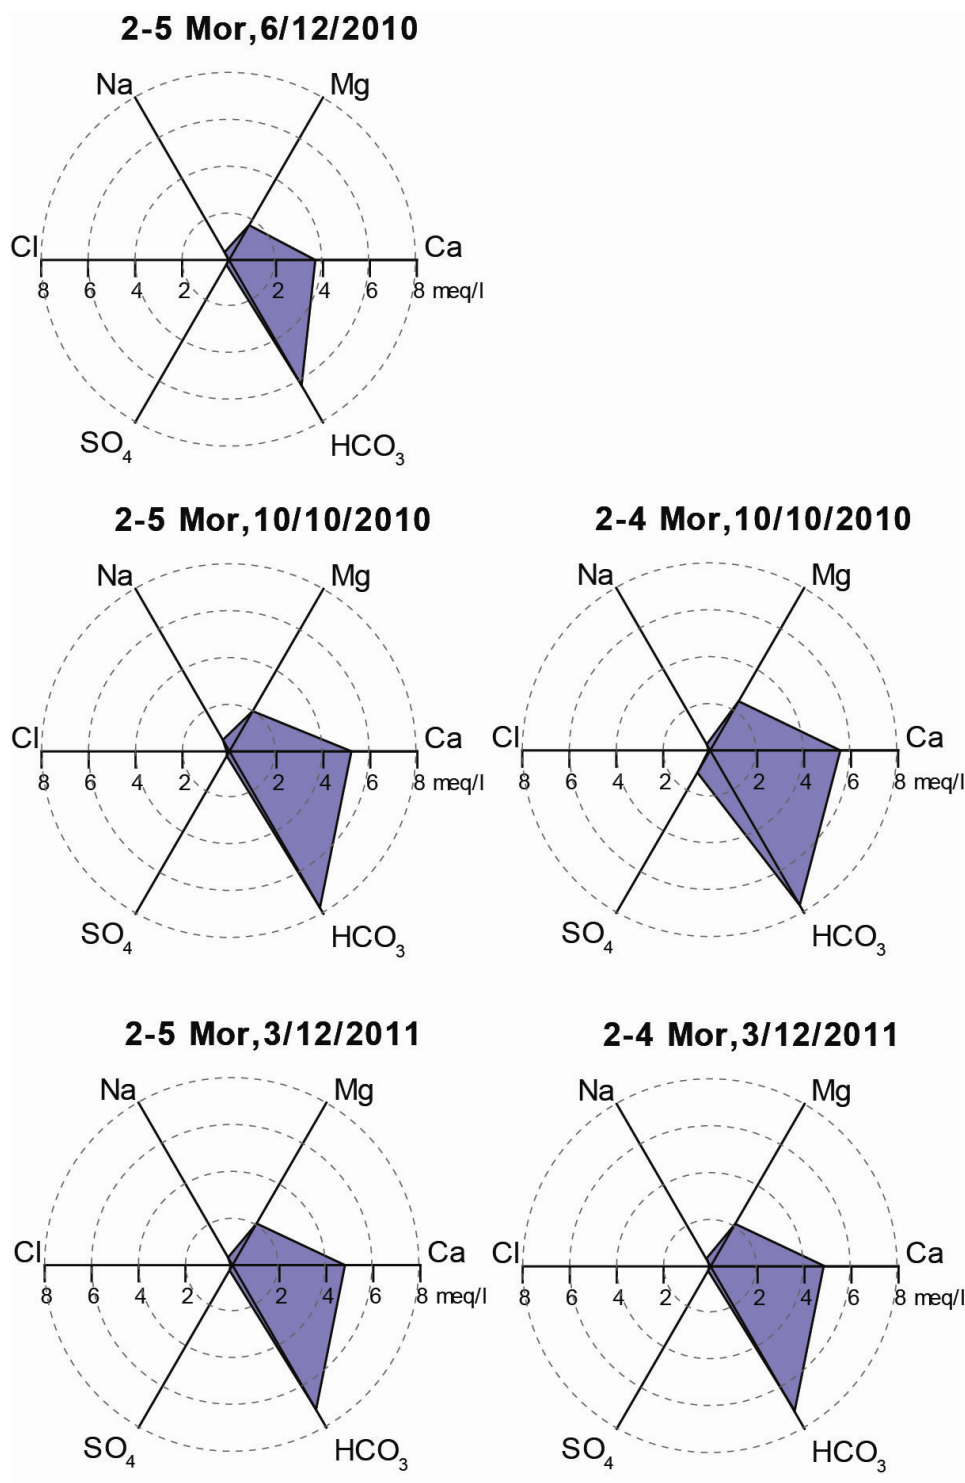 2-5 Mor,6/12/2010
Na Mg
Cl Ca
8 6 4 2 2 4 6 8 meq/l
SO4 HCO3
2-5 Mor,10/10/2010
Na Mg
Cl Ca
8 6 4 2 2 4 6 8 meq/l
SO4 HCO3
2-4 Mor,10/10/2010
Na Mg
Cl Ca
8 6 4 2 2 4 6 8 meq/l
SO4 HCO3
2-5 Mor,3/12/2011
Na Mg
Cl Ca
8 6 4 2 2 4 6 8 meq/l
SO4 HCO3
2-4 Mor,3/12/2011
Na Mg
Cl Ca
8 6 4 2 2 4 6 8 meq/l
SO4 HCO3